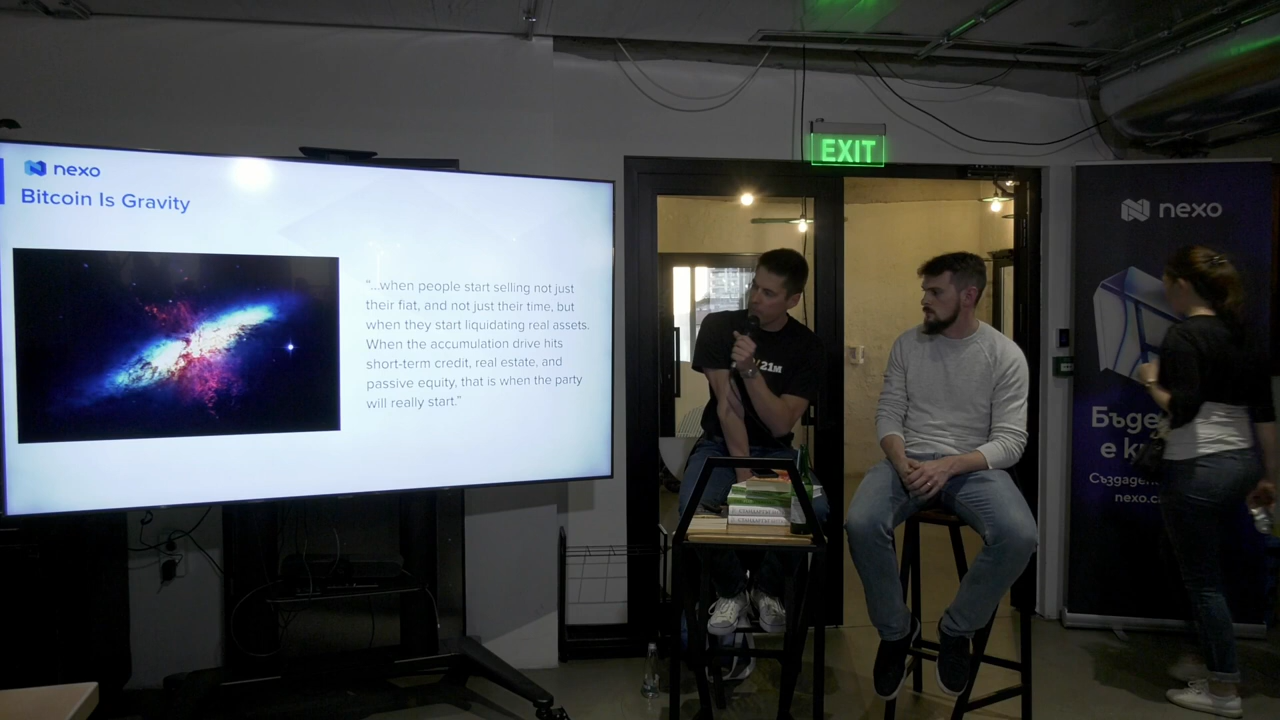 nexo
Bitcoin Is Gravity
“...when people start selling not just
their fiat, and not just their time, but
when they start liquidating real assets.
When the accumulation drive hits
short-term credit, real estate, and
passive equity, that is when the party
will really start.”
EXIT
/21M
nexo
Бъде
е к
Създаден
nexo.c